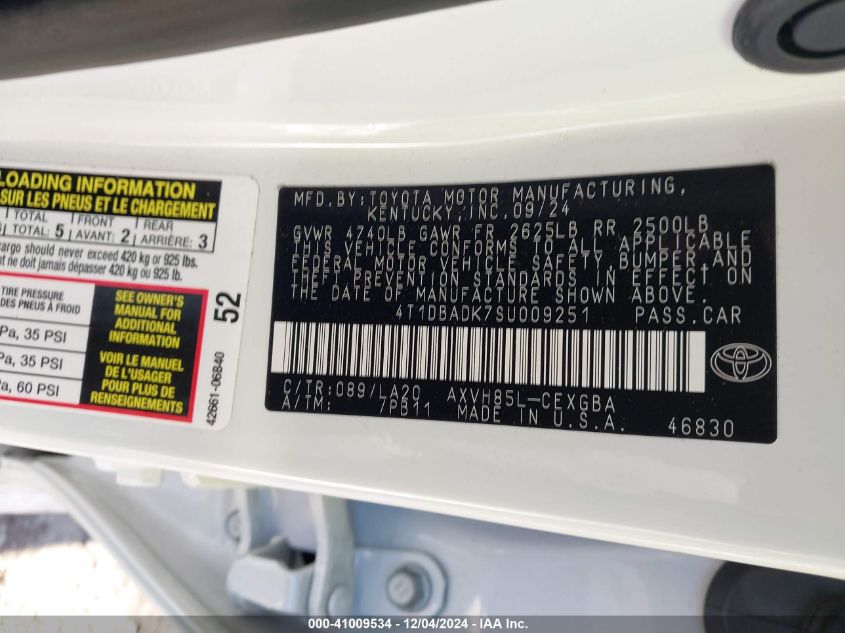 LOADING INFORMATION
SUR LES PNEUS ET LE CHARGEMENT
TOTAL FRONT REAR
TOTAL: 5 AVANT: 2 ARRIÈRE: 3
cargo should never exceed 420 kg or 925 lbs.
ne doit jamais dépasser 420 kg ou 925 lb.
TIRE PRESSURE
DES PNEUS À FROID
Pa, 35 PSI
Pa, 35 PSI
Pa, 60 PSI
SEE OWNER'S
MANUAL FOR
ADDITIONAL
INFORMATION
VOIR LE MANUEL
DE L'USAGER
POUR PLUS DE
RENSEIGNEMENTS
52
42661-06B40
MFD. BY: TOYOTA MOTOR MANUFACTURING,
KENTUCKY, INC. 09/24
GVWR 4740LB GAWR FR 2625LB RR 2500LB
THIS VEHICLE CONFORMS TO ALL APPLICABLE
FEDERAL MOTOR VEHICLE SAFETY, BUMPER AND
THEFT PREVENTION STANDARDS IN EFFECT ON
THE DATE OF MANUFACTURE SHOWN ABOVE.
4T1DBADK7SU009251 PASS. CAR
C/TR: 089/LA20 AXVH85L-CEXGBA
A/TM: /PB11 MADE IN U.S.A. 46830
000-41009534 - 12/04/2024 - IAA Inc.